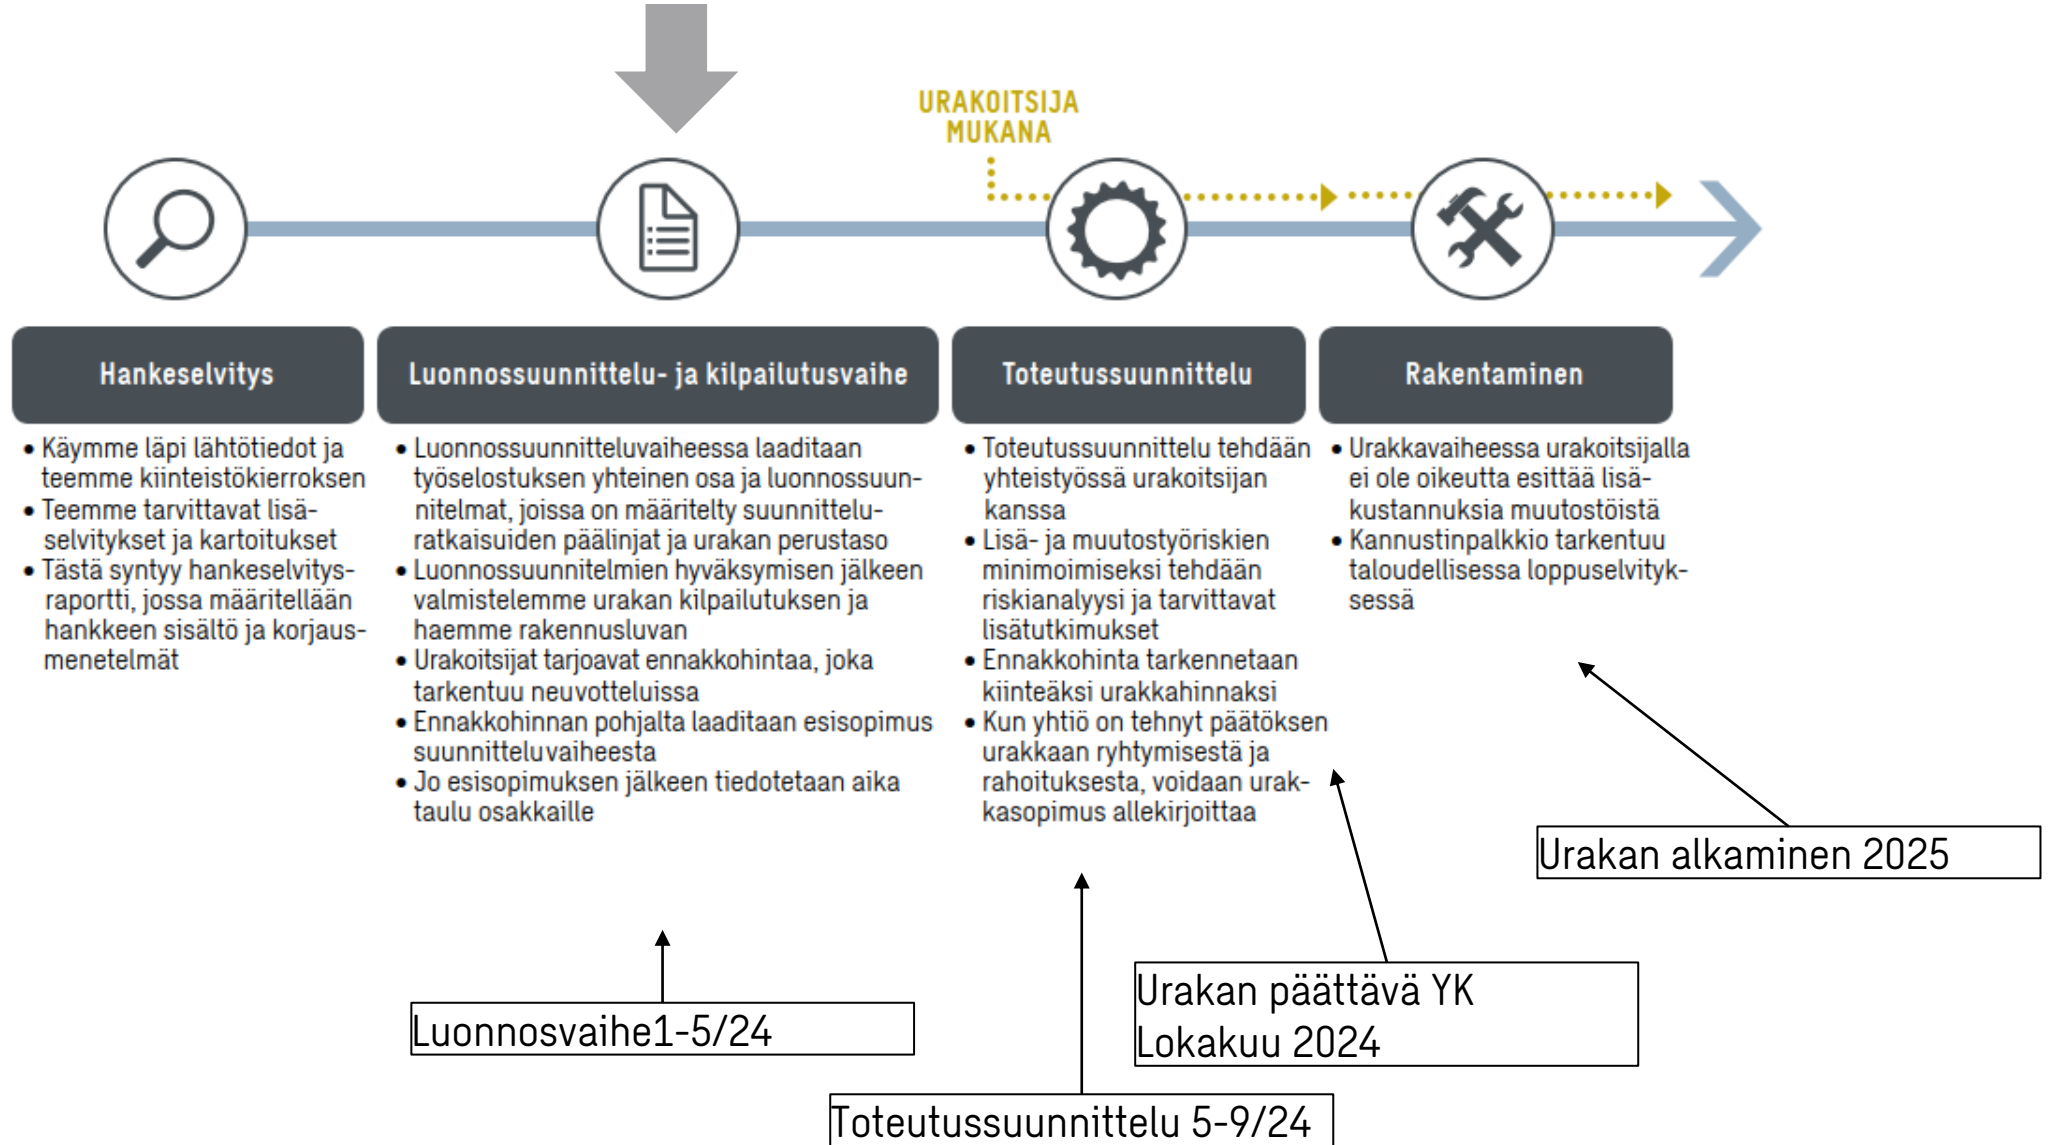 URAKOITSIJA
MUKANA
Hankeselvitys
• Käymme läpi lähtötiedot ja
teemme kiinteistökierroksen
• Teemme tarvittavat lisä-
selvitykset ja kartoitukset
• Tästä syntyy hankeselvitys-
raportti, jossa määritellään
hankkeen sisältö ja korjaus-
menetelmät
Luonnossuunnittelu- ja kilpailutusvaihe
• Luonnossuunnitteluvaiheessa laaditaan
työselostuksen yhteinen osa ja luonnossuun-
nitelmat, joissa on määritelty suunnittelu-
ratkaisuiden päälinjat ja urakan perustaso
• Luonnossuunnitelmien hyväksymisen jälkeen
valmistelemme urakan kilpailutuksen ja
haemme rakennusluvan
• Urakoitsijat tarjoavat ennakkohintaa, joka
tarkentuu neuvotteluissa
• Ennakkohinnan pohjalta laaditaan esisopimus
suunnitteluvaiheesta
• Jo esisopimuksen jälkeen tiedotetaan aika
taulu osakkaille
Toteutussuunnittelu
• Toteutussuunnittelu tehdään
yhteistyössä urakoitsijan
kanssa
• Lisä- ja muutostyöriskien
minimoimiseksi tehdään
riskianalyysi ja tarvittavat
lisätutkimukset
• Ennakkohinta tarkennetaan
kiinteäksi urakkahinnaksi
• Kun yhtiö on tehnyt päätöksen
urakkaan ryhtymisestä ja
rahoituksesta, voidaan urak-
kasopimus allekirjoittaa
Rakentaminen
• Urakkavaiheessa urakoitsijalla
ei ole oikeutta esittää lisä-
kustannuksia muutostöistä
• Kannustinpalkkio tarkentuu
taloudellisessa loppuselvityk-
sessä
Urakan alkaminen 2025
Urakan päättävä YK
Lokakuu 2024
Luonnosvaihe1-5/24
Toteutussuunnittelu 5-9/24